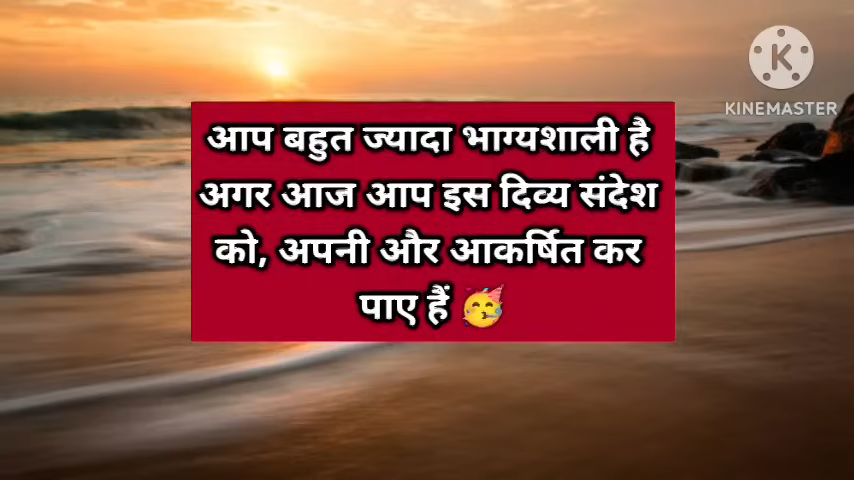 KINEMASTER
आप बहुत ज्यादा भाग्यशाली है
अगर आज आप इस दिव्य संदेश
को, अपनी और आकर्षित कर
पाए हैं 🥳